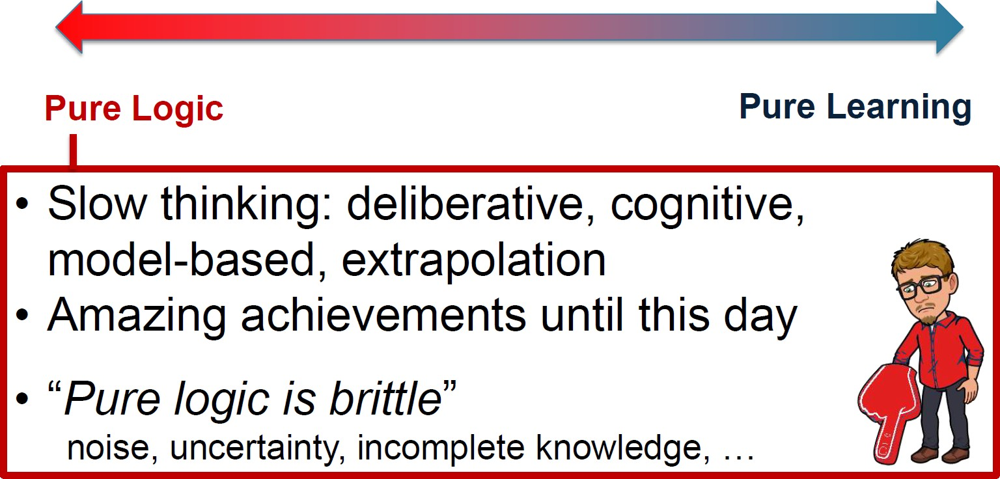 Pure Logic
Pure Learning
• Slow thinking: deliberative, cognitive,
model-based, extrapolation
• Amazing achievements until this day
• “Pure logic is brittle”
noise, uncertainty, incomplete knowledge, …